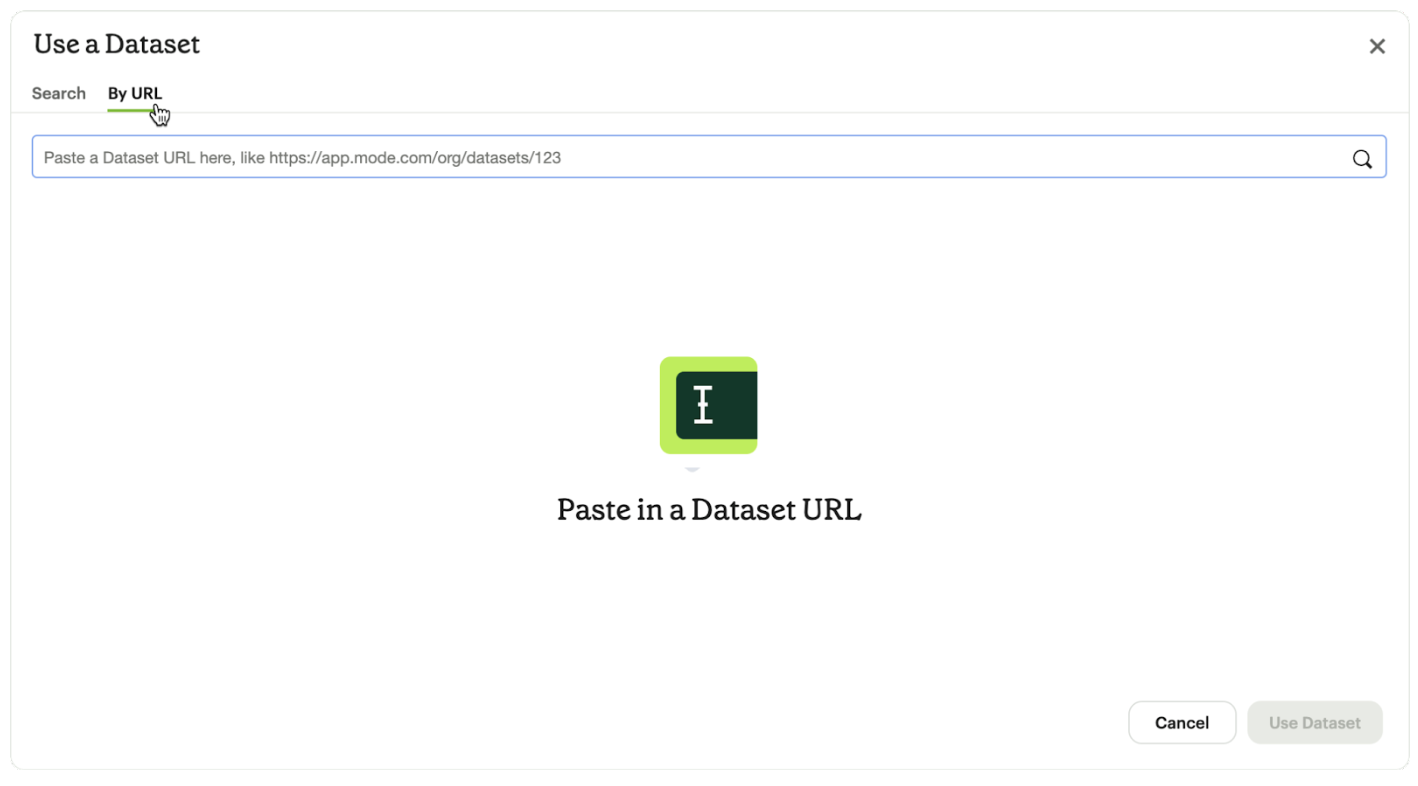 Use a Dataset
Search By URL
Paste a Dataset URL here, like https://app.mode.com/org/datasets/123
Paste in a Dataset URL
Cancel Use Dataset